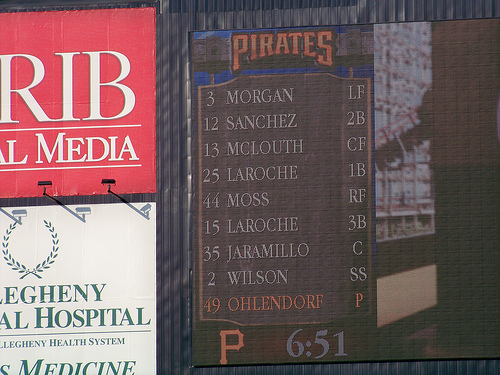 RIB
AL MEDIA
LEGHENY
AL HOSPITAL
LLEGHENY HEALTH SYSTEM
S MEDICINE
PIRATES
3 MORGAN LF
12 SANCHEZ 2B
13 MCLOUTH CF
25 LAROCHE 1B
44 MOSS RF
15 LAROCHE 3B
35 JARAMILLO C
2 WILSON SS
49 OHLENDORF P
P 6:51